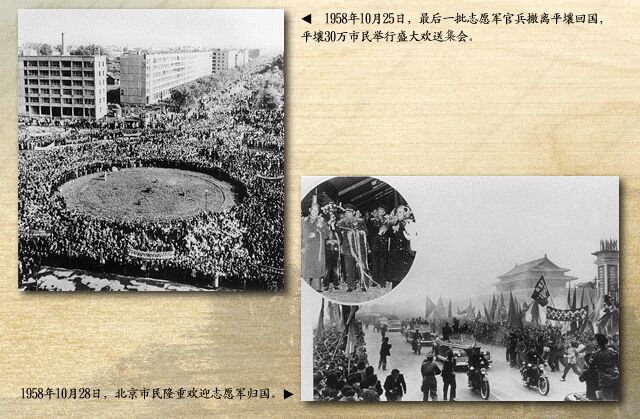 ◀ 1958年10月25日，最后一批志愿军官兵撤离平壤回国，
平壤30万市民举行盛大欢送集会。
1958年10月28日，北京市民隆重欢迎志愿军归国。▶